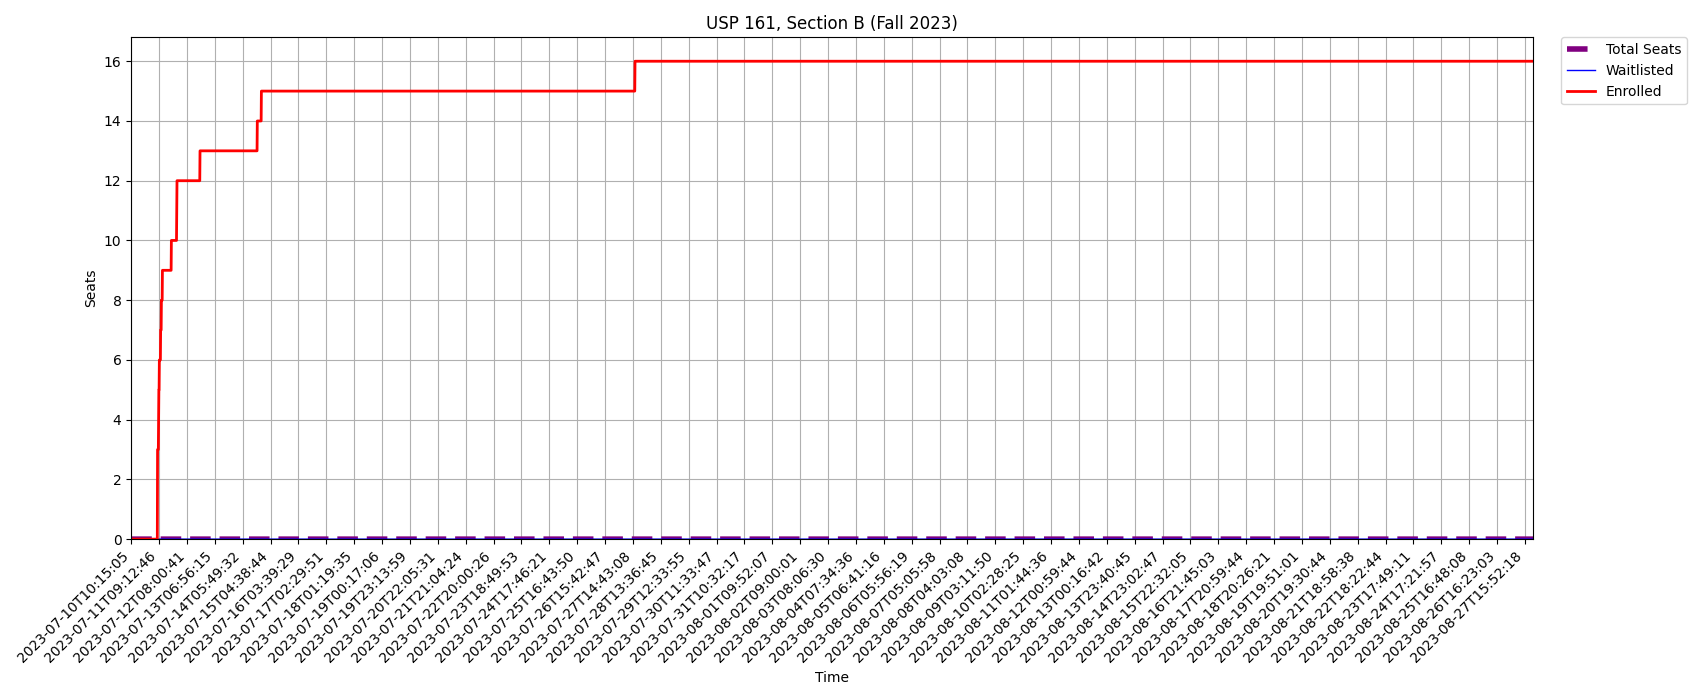 USP 161, Section B (Fall 2023)
Total Seats
Waitlisted
Enrolled
Seats
16
14
12
10
8
6
4
2
0
2023-07-10T10:15:05
2023-07-11T09:12:46
2023-07-12T08:00:41
2023-07-13T06:56:15
2023-07-14T05:49:32
2023-07-15T04:38:44
2023-07-16T03:39:29
2023-07-17T02:29:51
2023-07-18T01:19:35
2023-07-19T00:17:06
2023-07-19T23:13:59
2023-07-20T22:05:31
2023-07-21T21:04:24
2023-07-22T20:00:26
2023-07-23T18:49:53
2023-07-24T17:46:21
2023-07-25T16:43:50
2023-07-26T15:42:47
2023-07-27T14:43:08
2023-07-28T13:36:45
2023-07-29T12:33:55
2023-07-30T11:33:47
2023-07-31T10:32:17
2023-08-01T09:52:07
2023-08-02T09:00:01
2023-08-03T08:06:30
2023-08-04T07:34:36
2023-08-05T06:41:16
2023-08-06T05:56:19
2023-08-07T05:05:58
2023-08-08T04:03:08
2023-08-09T03:11:50
2023-08-10T02:28:25
2023-08-11T01:44:36
2023-08-12T00:59:44
2023-08-13T00:16:42
2023-08-13T23:40:45
2023-08-14T23:02:47
2023-08-15T22:32:05
2023-08-16T21:45:03
2023-08-17T20:59:44
2023-08-18T20:26:21
2023-08-19T19:51:01
2023-08-20T19:30:44
2023-08-21T18:58:38
2023-08-22T18:22:44
2023-08-23T17:49:11
2023-08-24T17:21:57
2023-08-25T16:48:08
2023-08-26T16:23:03
2023-08-27T15:52:18
Time